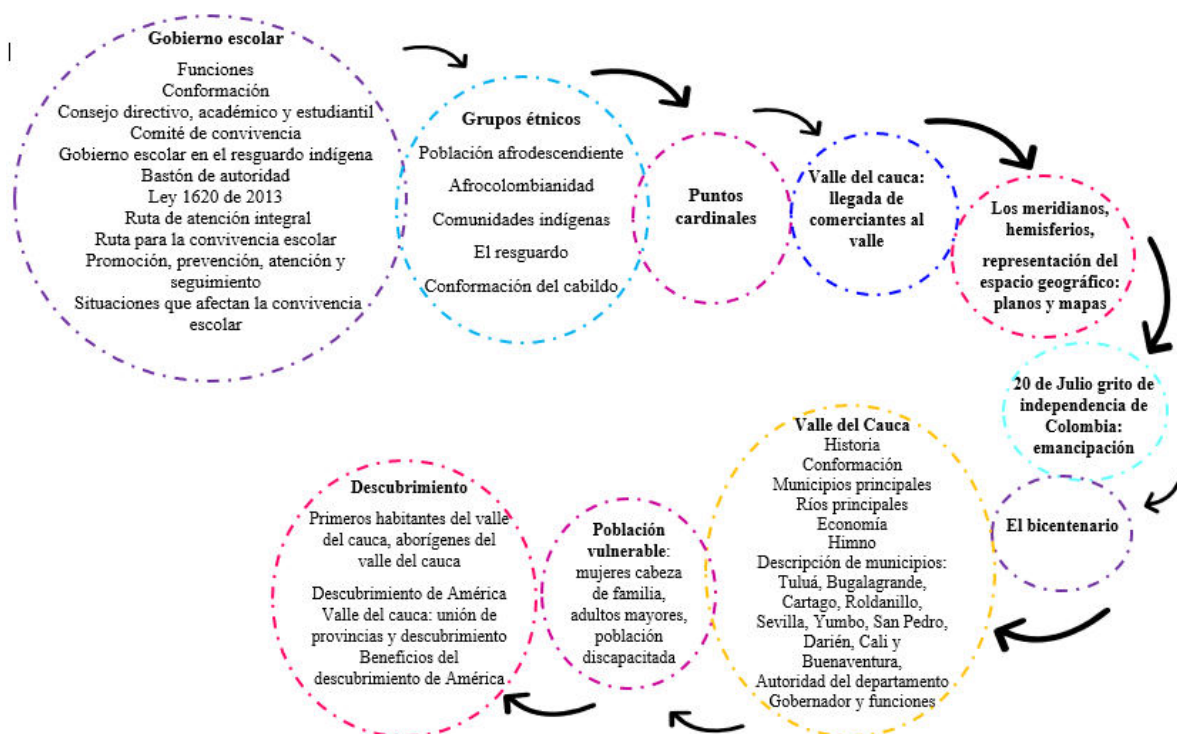 Gobierno escolar
Funciones
Conformación
Consejo directivo, académico y estudiantil
Comité de convivencia
Gobierno escolar en el resguardo indígena
Bastón de autoridad
Ley 1620 de 2013
Ruta de atención integral
Ruta para la convivencia escolar
Promoción, prevención, atención y
seguimiento
Situaciones que afectan la convivencia
escolar
Grupos étnicos
Población afrodescendiente
Afrocolombianidad
Comunidades indígenas
El resguardo
Conformación del cabildo
Puntos
cardinales
Valle del cauca:
llegada de
comerciantes al
valle
Los meridianos,
hemisferios,
representación del
espacio geográfico:
planos y mapas
20 de Julio grito de
independencia de
Colombia:
emancipación
El bicentenario
Valle del Cauca
Historia
Conformación
Municipios principales
Ríos principales
Economía
Himno
Descripción de municipios:
Tuluá, Bugalagrande,
Cartago, Roldanillo,
Sevilla, Yumbo, San Pedro,
Darién, Cali y
Buenaventura,
Autoridad del departamento
Gobernador y funciones
Población
vulnerable:
mujeres cabeza
de familia,
adultos mayores,
población
discapacitada
Descubrimiento
Primeros habitantes del valle
del cauca, aborígenes del
valle del cauca
Descubrimiento de América
Valle del cauca: unión de
provincias y descubrimiento
Beneficios del
descubrimiento de América